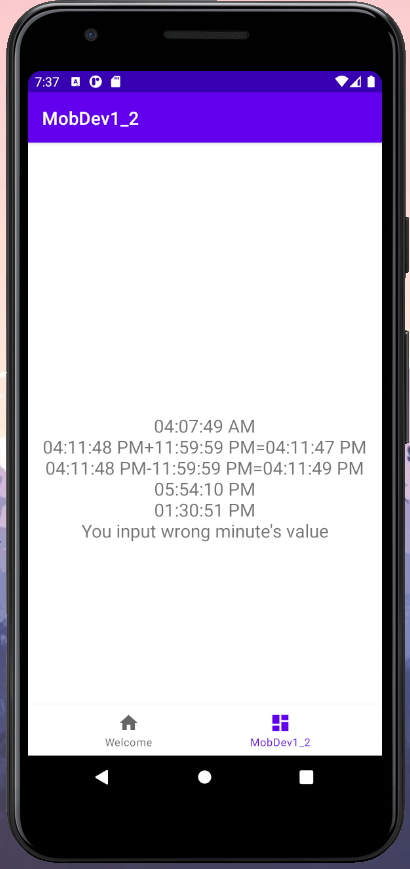 7:37
MobDev1_2
04:07:49 AM
04:11:48 PM+11:59:59 PM=04:11:47 PM
04:11:48 PM-11:59:59 PM=04:11:49 PM
05:54:10 PM
01:30:51 PM
You input wrong minute's value
Welcome
MobDev1_2